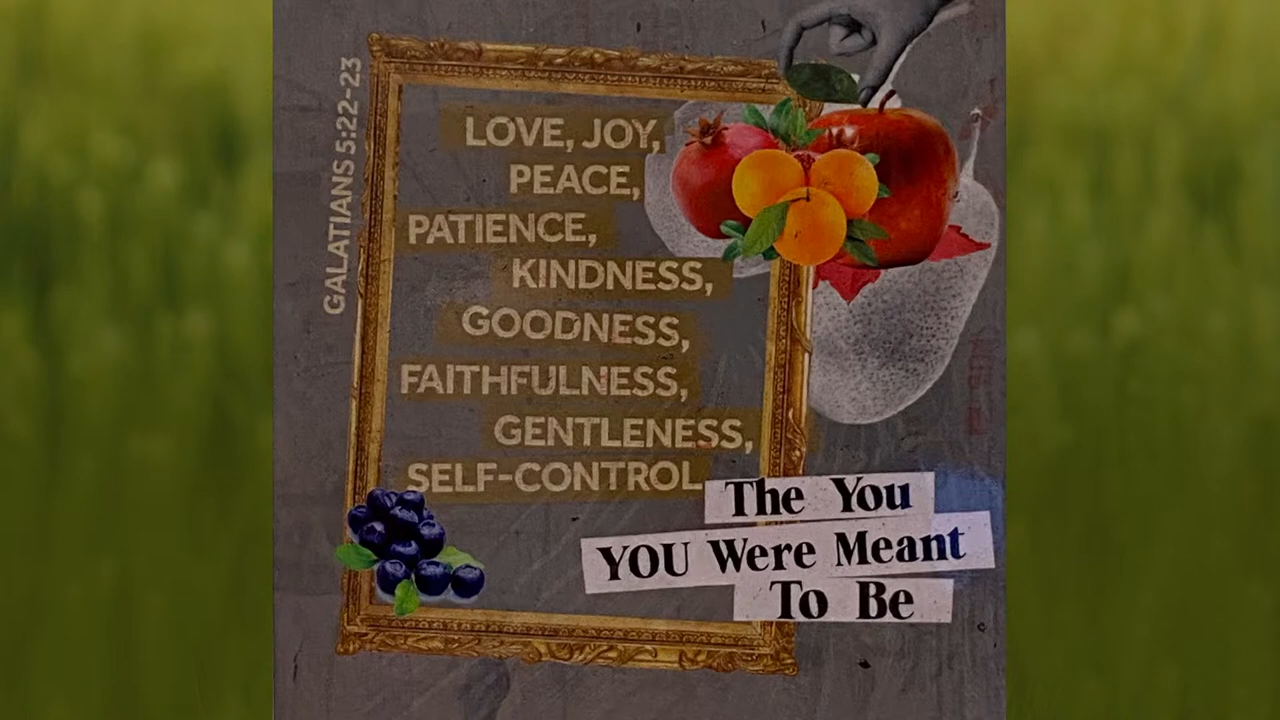 GALATIANS 5:22-23
LOVE, JOY,
PEACE,
PATIENCE,
KINDNESS,
GOODNESS,
FAITHFULNESS,
GENTLENESS,
SELF-CONTROL
The You
YOU Were Meant
To Be